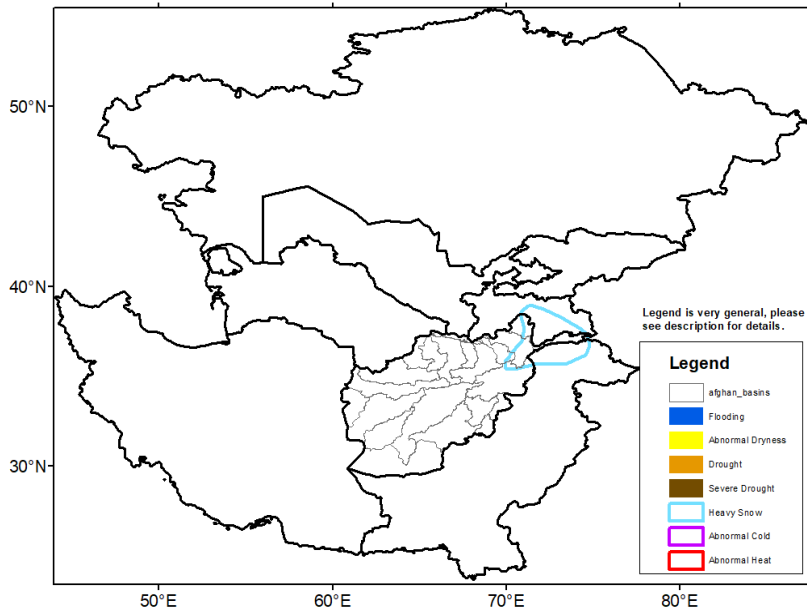 50°N
40°N
30°N
50°E
60°E
70°E
80°E
Legend is very general, please
see description for details.
Legend
afghan_basins
Flooding
Abnormal Dryness
Drought
Severe Drought
Heavy Snow
Abnormal Cold
Abnormal Heat